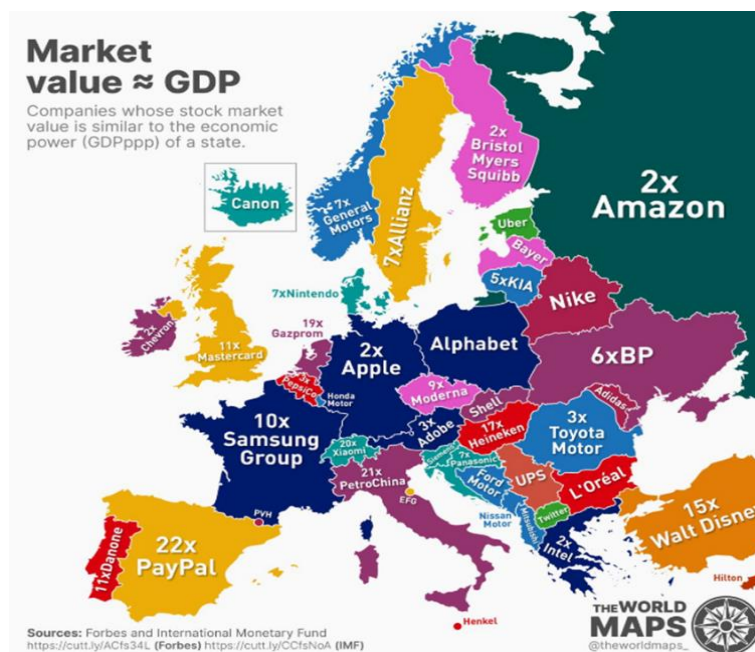 Market
value ≈ GDP
Companies whose stock market
value is similar to the economic
power (GDPppp) of a state.
Canon
7x
General
Motors
7xAllianz
2x
Bristol
Myers
Squibb
2x
Amazon
Uber
Bayer
5xKIA
Nike
7xNintendo
2x
Chevron
11x
Mastercard
19x
Gazprom
2x
Apple
Alphabet
6xBP
PepsiCo
Honda
Motor
9x
Moderna
Shell
Adidas
10x
Samsung
Group
20x
Xiaomi
3x
Adobe
17x
Heineken
3x
Toyota
Motor
Siemens
7x
Panasonic
21x
PetroChina
Ford
Motor
UPS
L'Oréal
PVH
EFG
Nissan
Motor
Mitsubishi
Twitter
2x
Intel
15x
Walt Disney
11xDanone
22x
PayPal
Hilton
Henkel
THE WORLD
MAPS
@theworldmaps_
Sources: Forbes and International Monetary Fund
https://cutt.ly/ACfs34L (Forbes) https://cutt.ly/CCfsNoA (IMF)